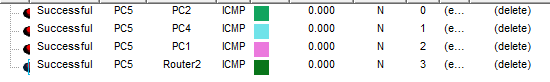 Successful PC5 PC2 ICMP 0.000 N 0 (e... (delete)
Successful PC5 PC4 ICMP 0.000 N 1 (e... (delete)
Successful PC5 PC1 ICMP 0.000 N 2 (e... (delete)
Successful PC5 Router2 ICMP 0.000 N 3 (e... (delete)